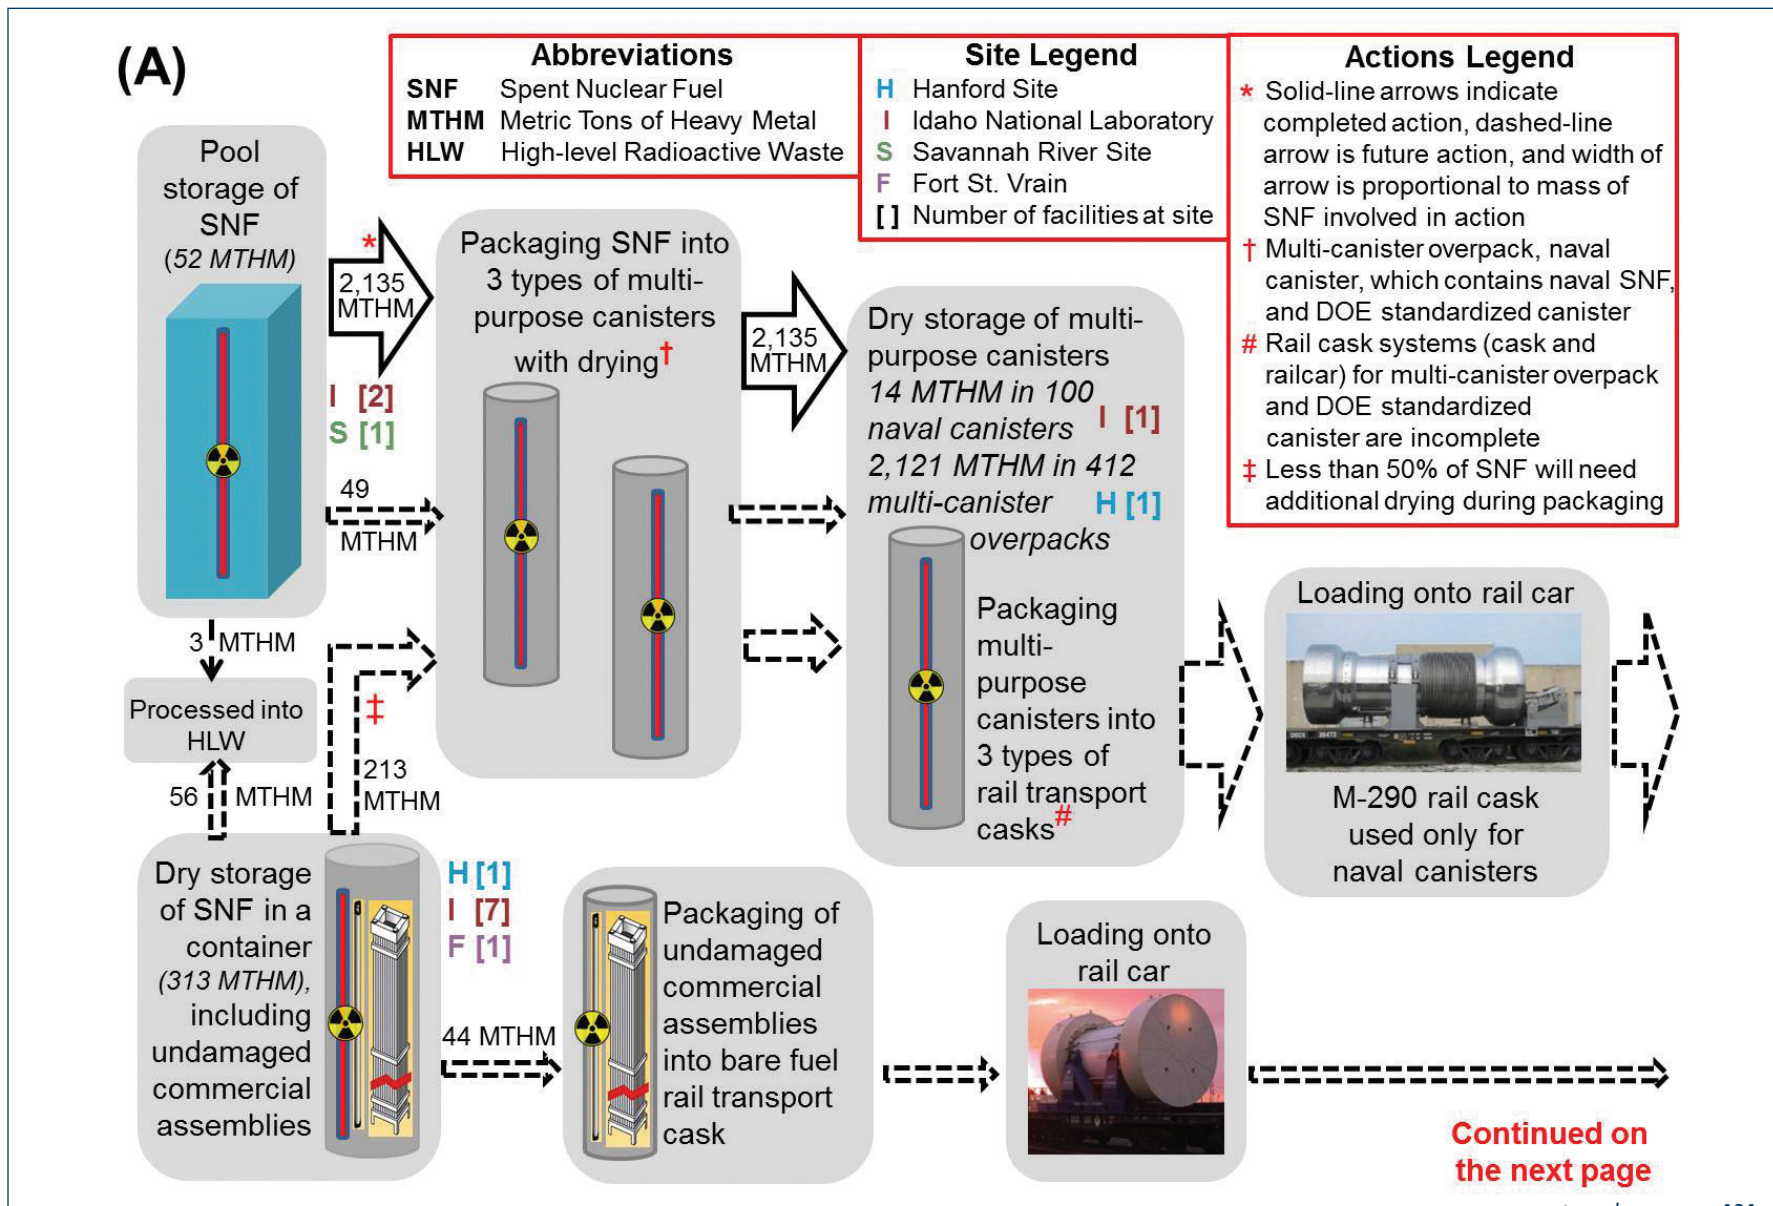 (A)
Abbreviations
SNF Spent Nuclear Fuel
MTHM Metric Tons of Heavy Metal
HLW High-level Radioactive Waste
Site Legend
H Hanford Site
I Idaho National Laboratory
S Savannah River Site
F Fort St. Vrain
[ ] Number of facilities at site
Actions Legend
* Solid-line arrows indicate
completed action, dashed-line
arrow is future action, and width of
arrow is proportional to mass of
SNF involved in action
† Multi-canister overpack, naval
canister, which contains naval SNF,
and DOE standardized canister
# Rail cask systems (cask and
railcar) for multi-canister overpack
and DOE standardized
canister are incomplete
‡ Less than 50% of SNF will need
additional drying during packaging
Pool
storage of
SNF
(52 MTHM)
*
2,135
MTHM
I [2]
S [1]
49
MTHM
Packaging SNF into
3 types of multi-
purpose canisters
with drying†
2,135
MTHM
Dry storage of multi-
purpose canisters
14 MTHM in 100
naval canisters I [1]
2,121 MTHM in 412
multi-canister H [1]
overpacks
Packaging
multi-
purpose
canisters into
3 types of
rail transport
casks#
Loading onto rail car
M-290 rail cask
used only for
naval canisters
3 MTHM
Processed into
HLW
56 MTHM
‡
213
MTHM
Dry storage
of SNF in a
container
(313 MTHM),
including
undamaged
commercial
assemblies
H [1]
I [7]
F [1]
44 MTHM
Packaging of
undamaged
commercial
assemblies
into bare fuel
rail transport
cask
Loading onto
rail car
Continued on
the next page